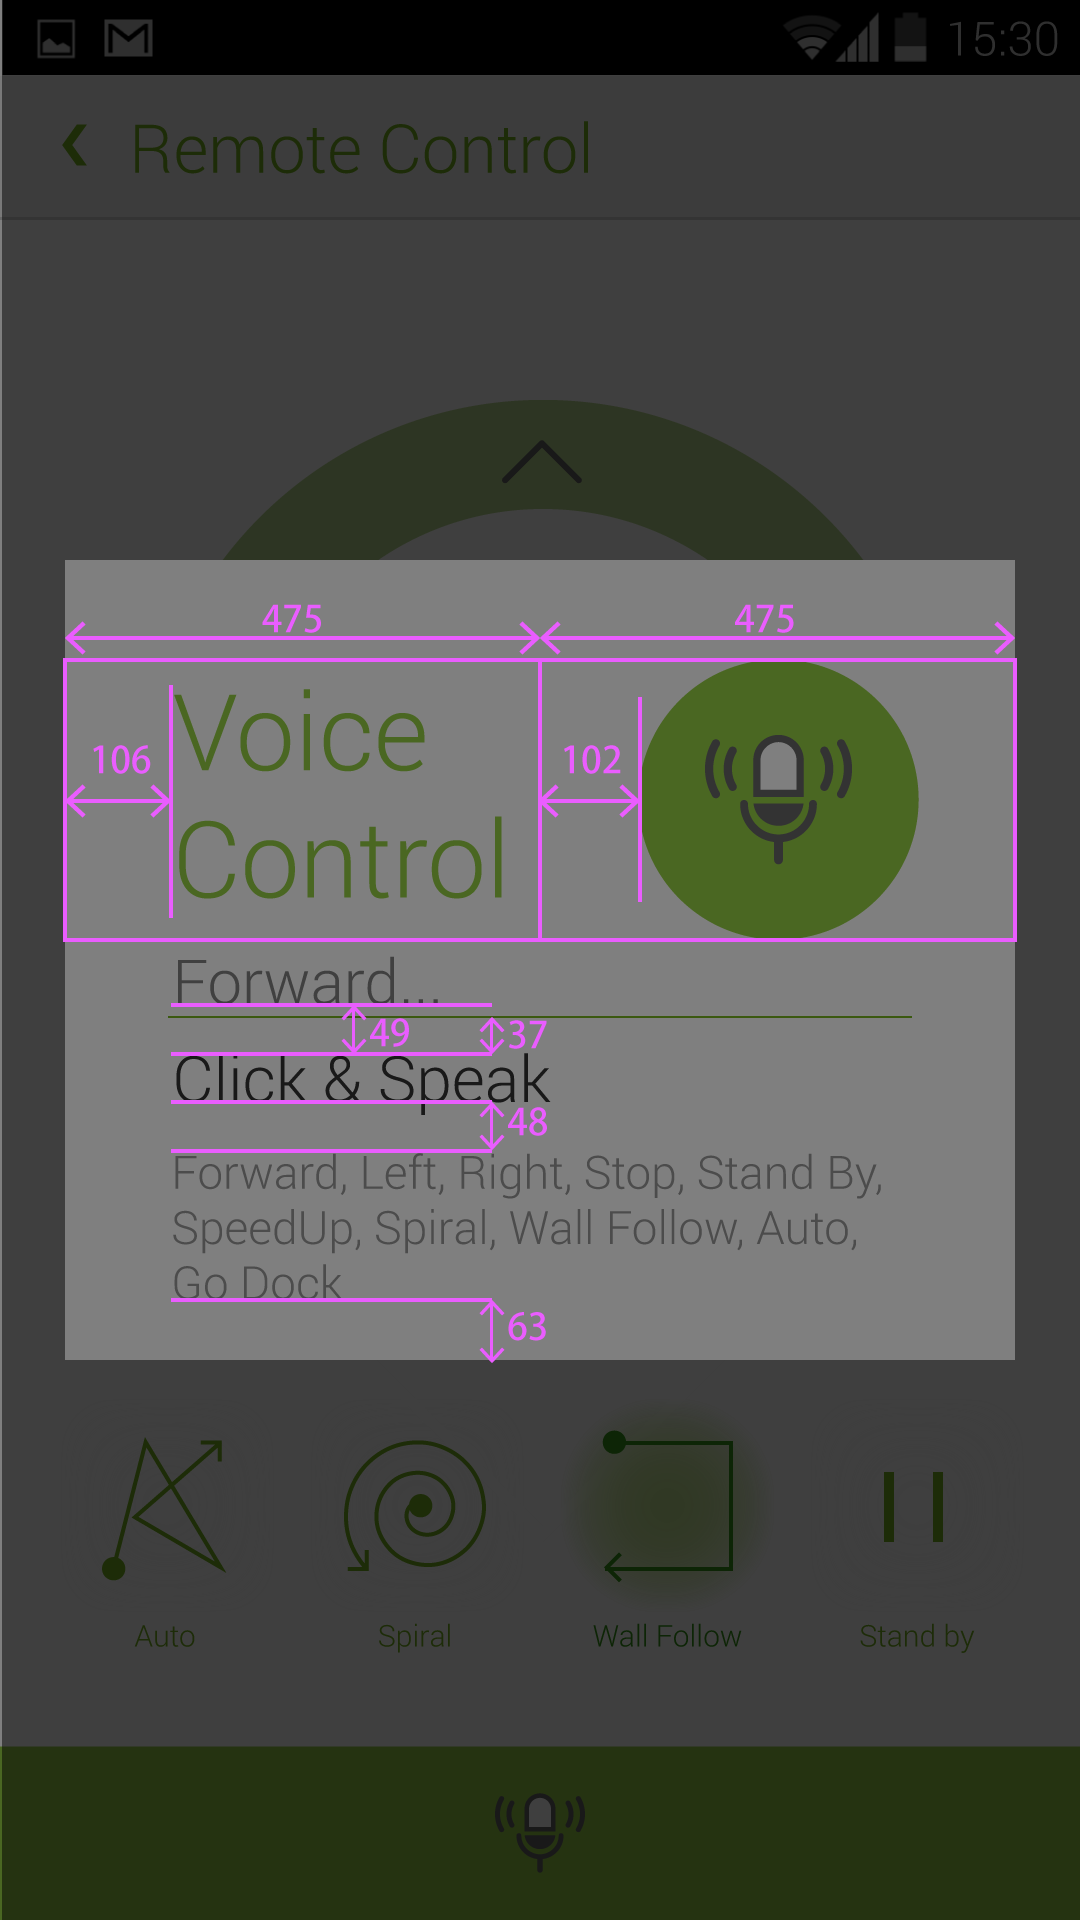 15:30
Remote Control
475 475
Voice
106 102
Control
Forward...
49 37
Click & Speak
48
Forward, Left, Right, Stop, Stand By,
SpeedUp, Spiral, Wall Follow, Auto,
Go Dock
63
Auto Spiral Wall Follow Stand by